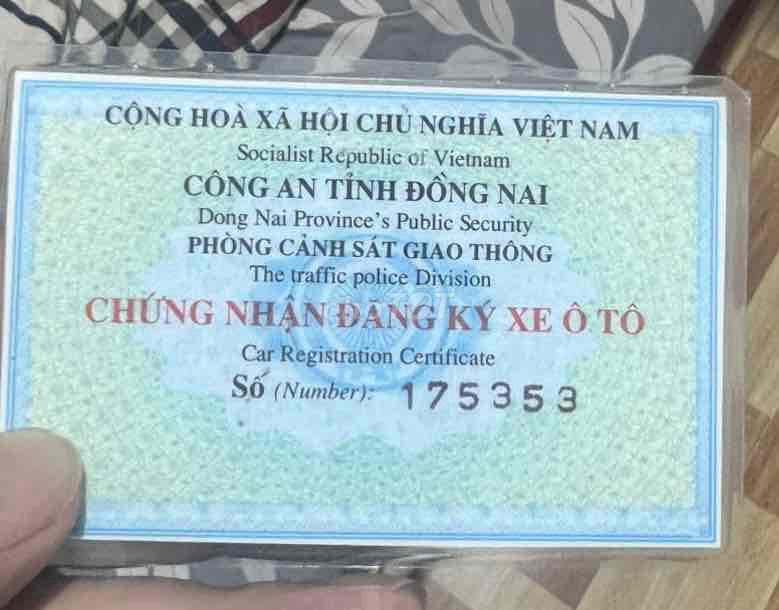 CỘNG HOÀ XÃ HỘI CHỦ NGHĨA VIỆT NAM
Socialist Republic of Vietnam
CÔNG AN TỈNH ĐỒNG NAI
Dong Nai Province's Public Security
PHÒNG CẢNH SÁT GIAO THÔNG
The traffic police Division
CHỨNG NHẬN ĐĂNG KÝ XE Ô TÔ
Car Registration Certificate
Số (Number): 175353